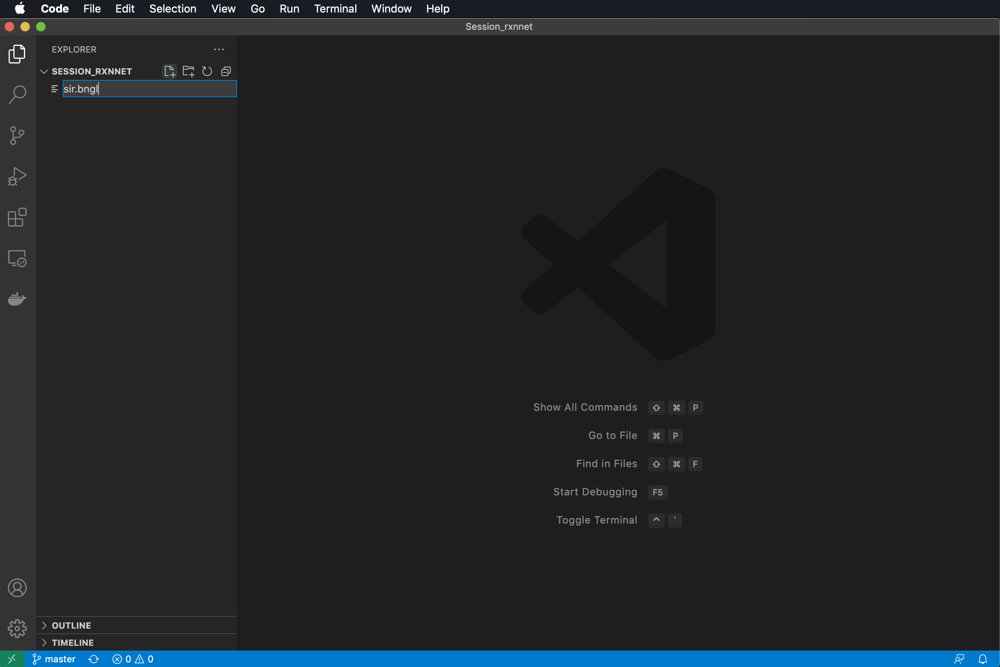 Code File Edit Selection View Go Run Terminal Window Help
Session_rxnnet
EXPLORER
SESSION_RXNNET
sir.bngl
Show All Commands ⇧ ⌘ P
Go to File ⌘ P
Find in Files ⇧ ⌘ F
Start Debugging F5
Toggle Terminal ^ `
OUTLINE
TIMELINE
master 0 0